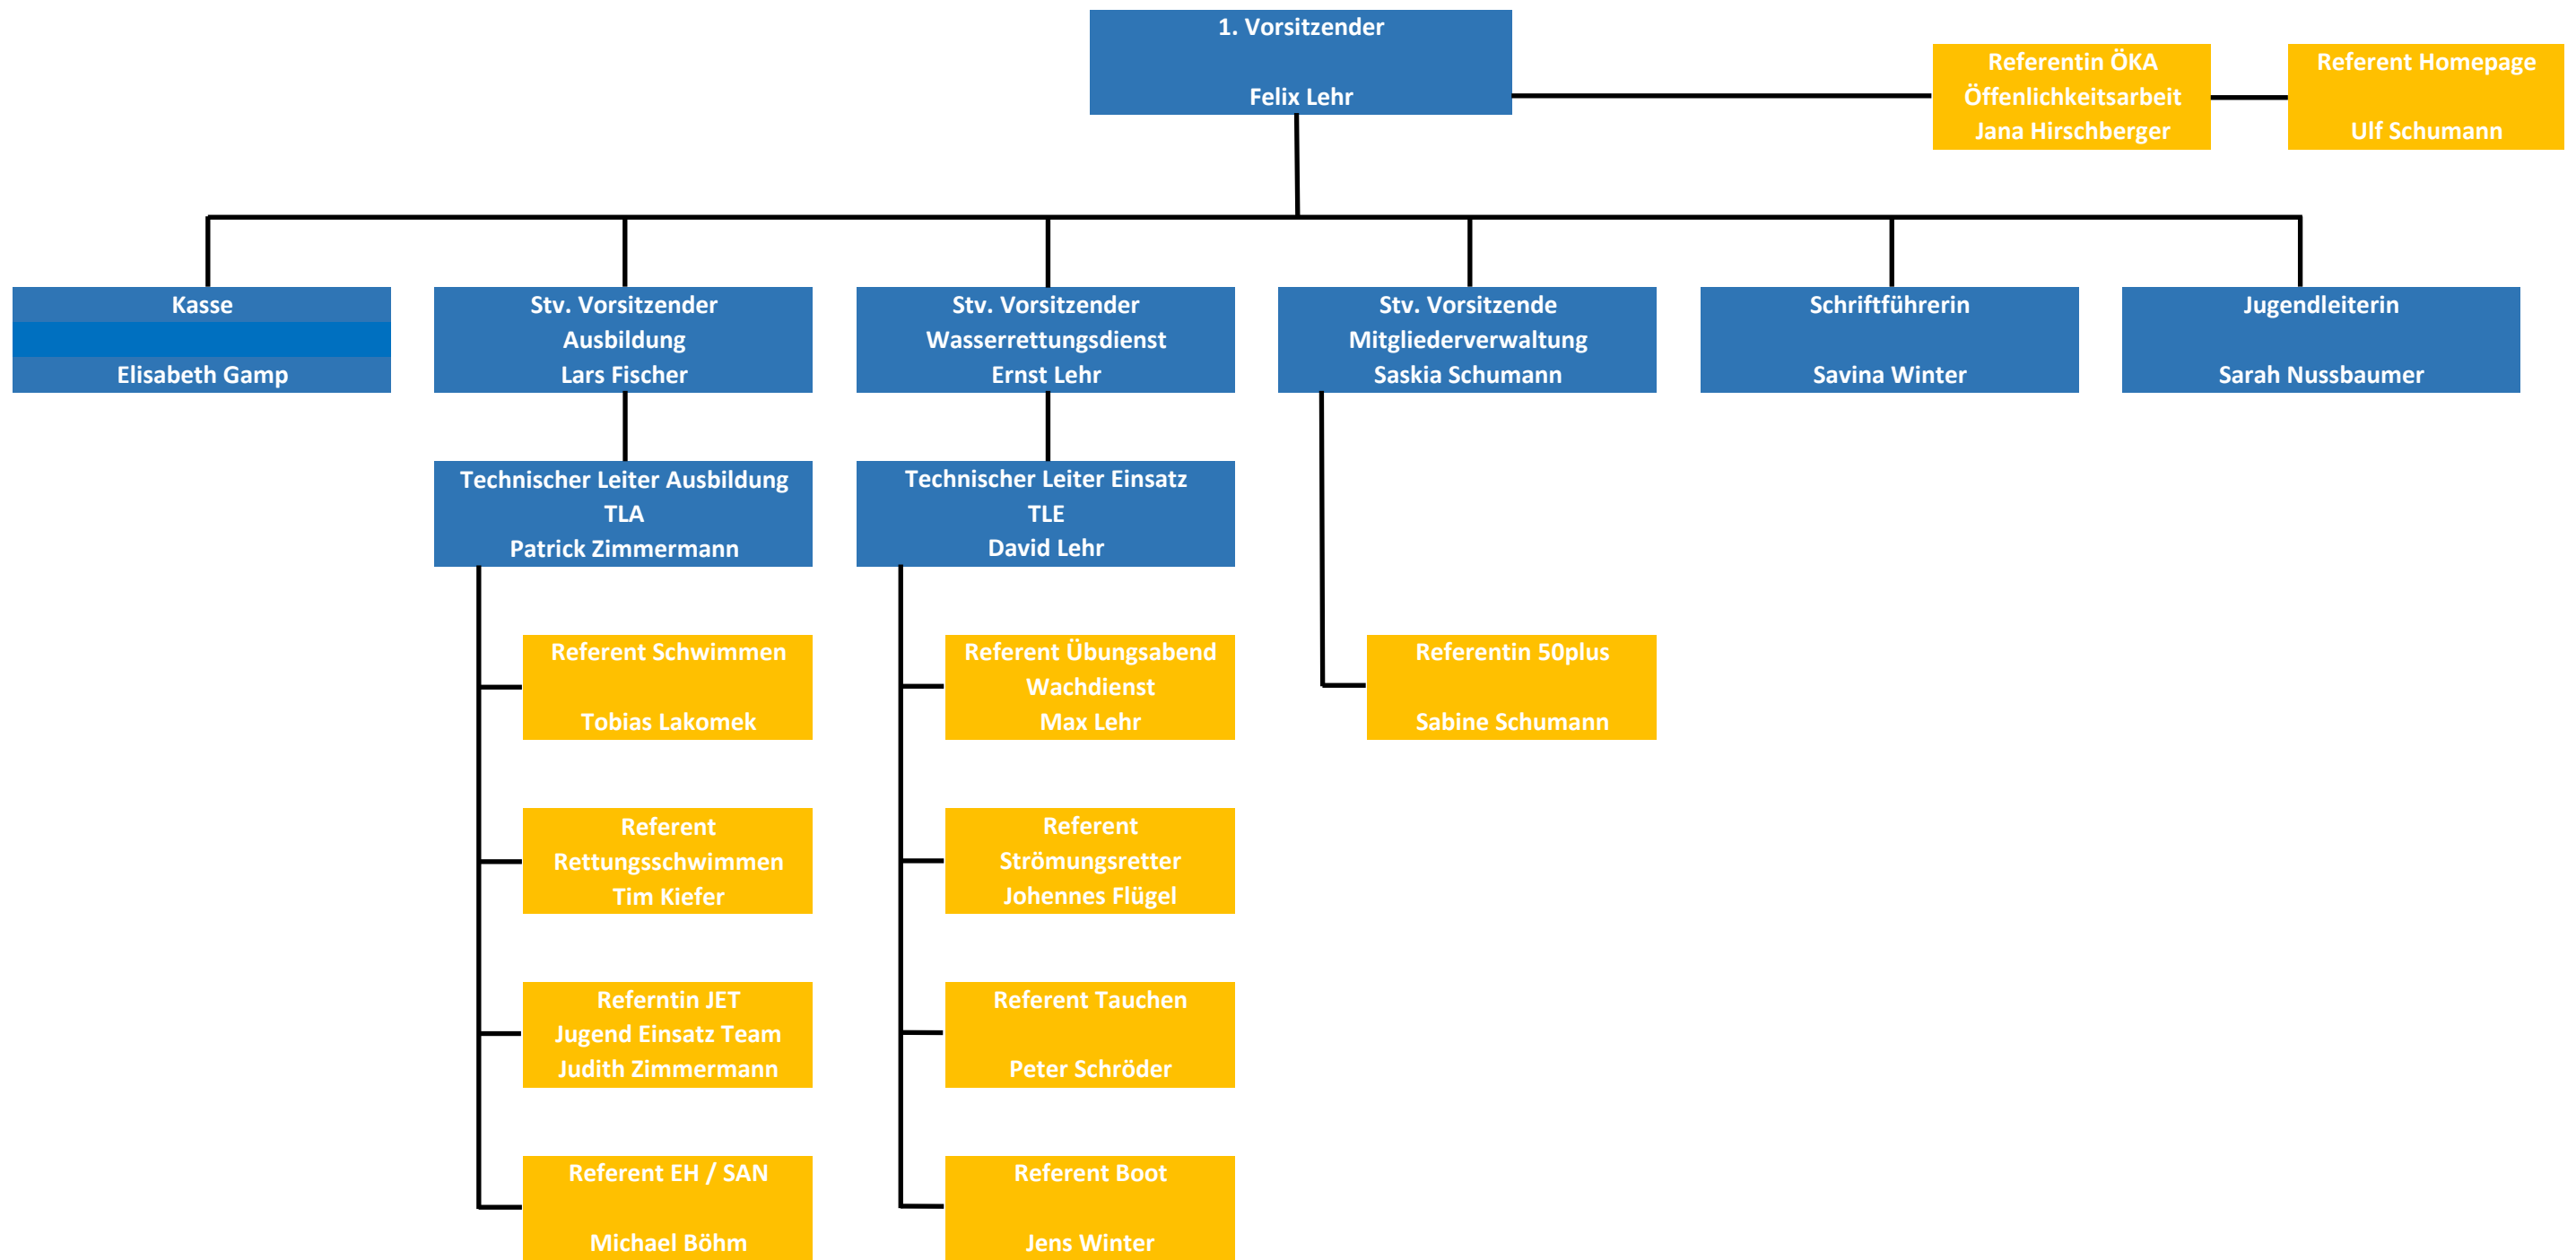 1. Vorsitzender
Felix Lehr
Referentin ÖKA
Öffenlichkeitsarbeit
Jana Hirschberger
Referent Homepage
Ulf Schumann
Kasse
Elisabeth Gamp
Stv. Vorsitzender
Ausbildung
Lars Fischer
Stv. Vorsitzender
Wasserrettungsdienst
Ernst Lehr
Stv. Vorsitzende
Mitgliederverwaltung
Saskia Schumann
Schriftführerin
Savina Winter
Jugendleiterin
Sarah Nussbaumer
Technischer Leiter Ausbildung
TLA
Patrick Zimmermann
Technischer Leiter Einsatz
TLE
David Lehr
Referent Schwimmen
Tobias Lakomek
Referent Übungsabend
Wachdienst
Max Lehr
Referentin 50plus
Sabine Schumann
Referent
Rettungsschwimmen
Tim Kiefer
Referent
Strömungsretter
Johennes Flügel
Referntin JET
Jugend Einsatz Team
Judith Zimmermann
Referent Tauchen
Peter Schröder
Referent EH / SAN
Michael Böhm
Referent Boot
Jens Winter